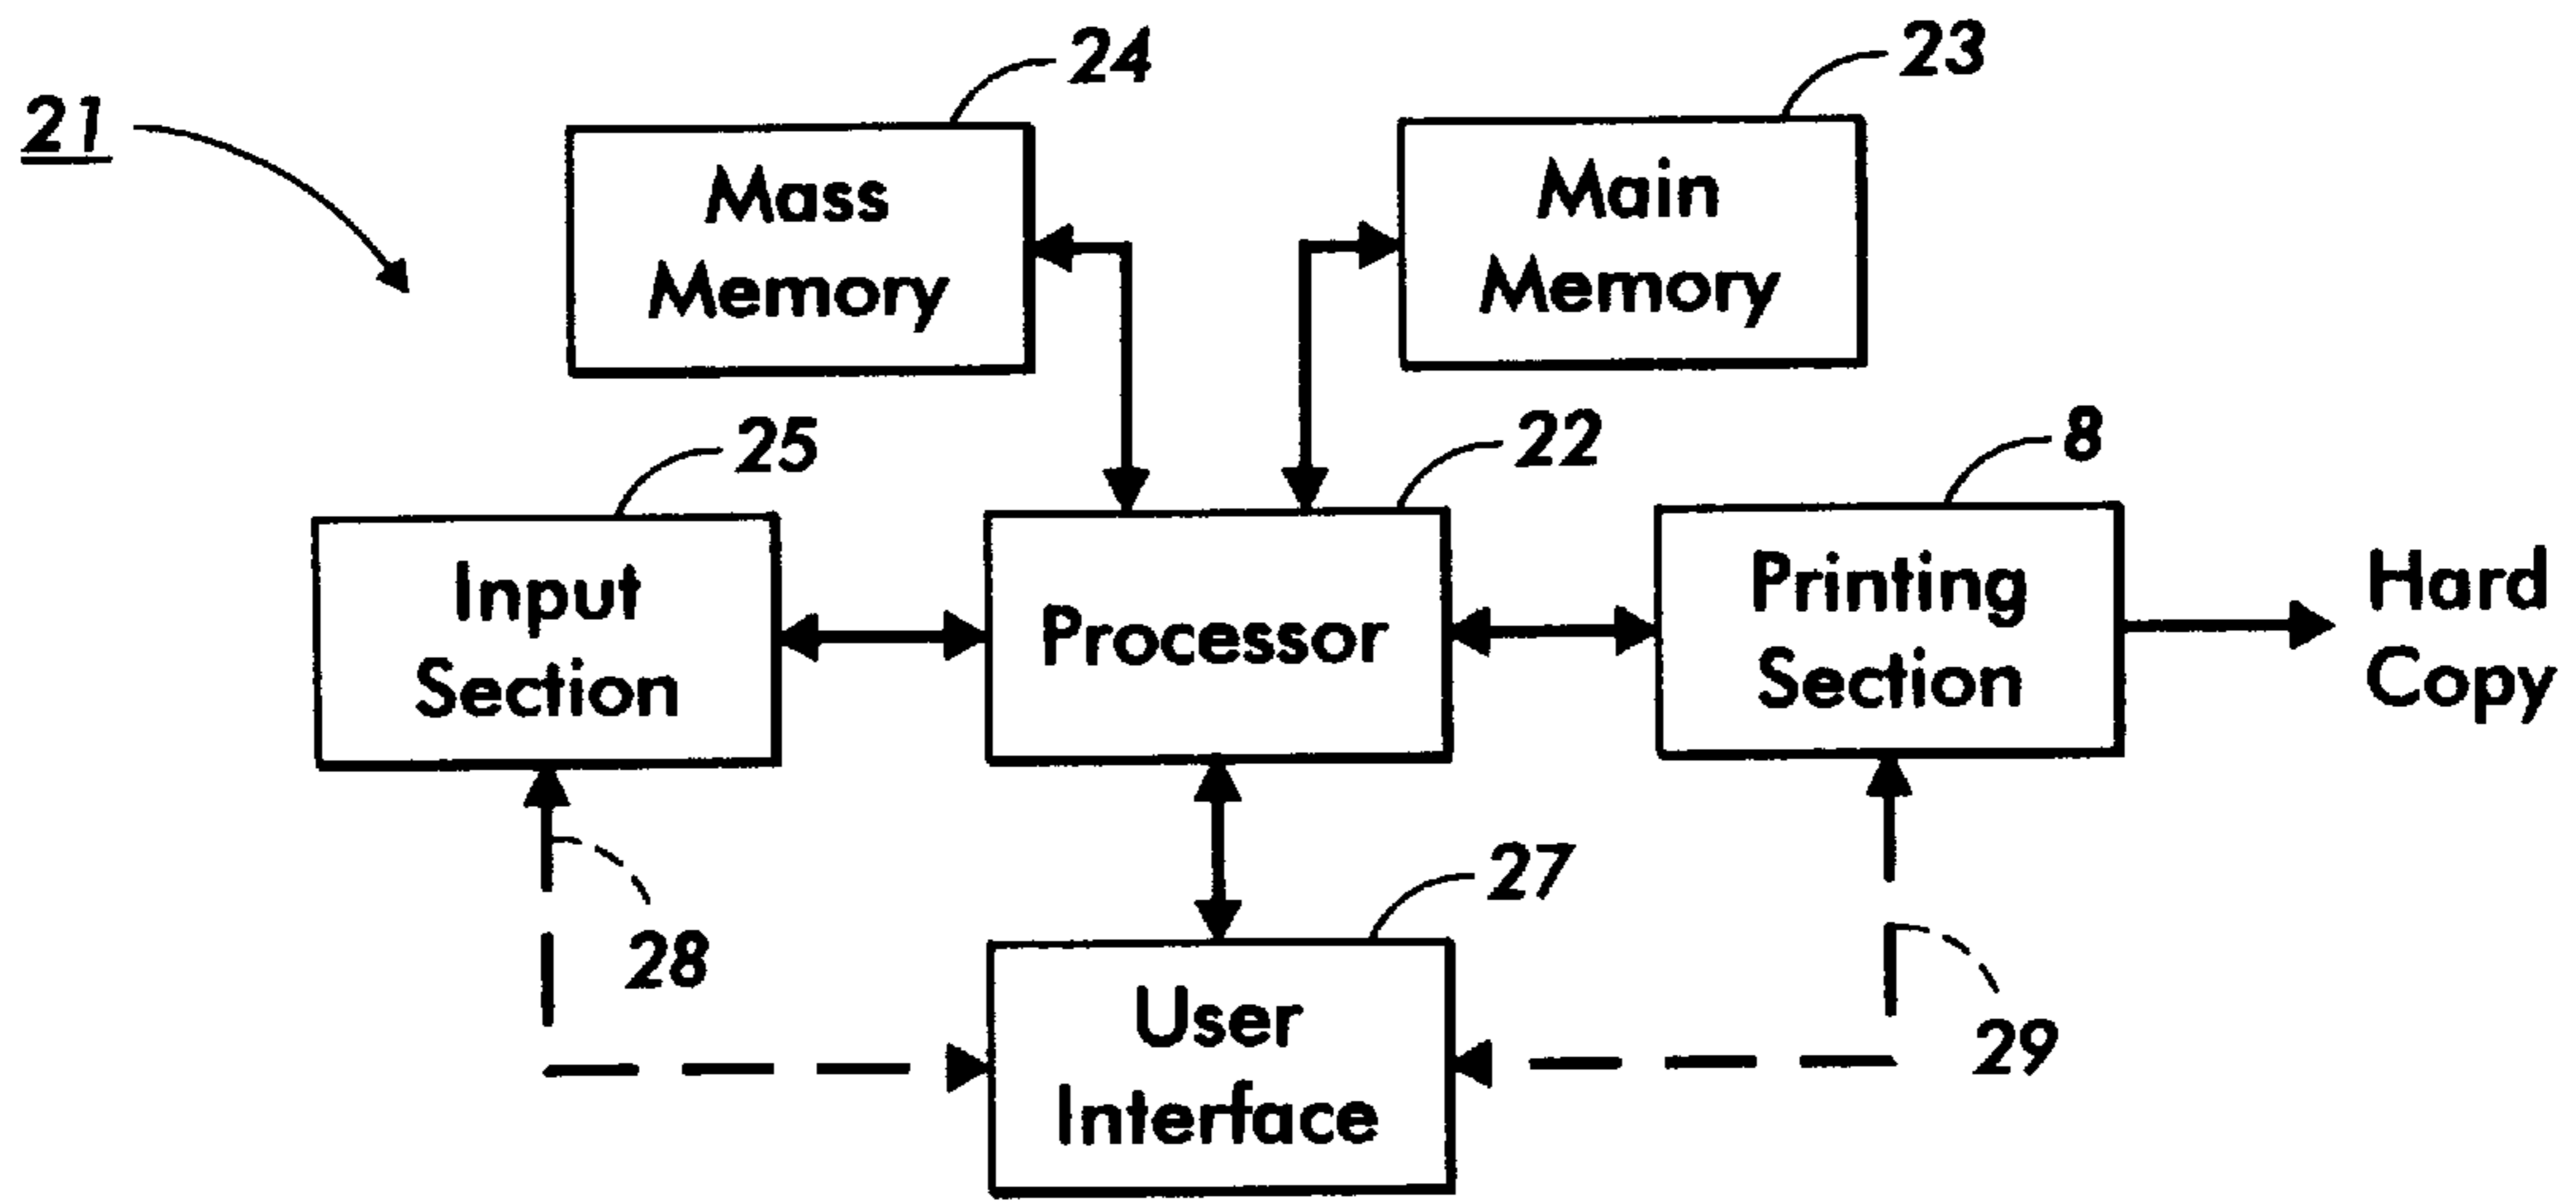 24
23
21
Mass
Memory
Main
Memory
25
22
8
Input
Section
Processor
Printing
Section
Hard
Copy
28
27
29
User
Interface